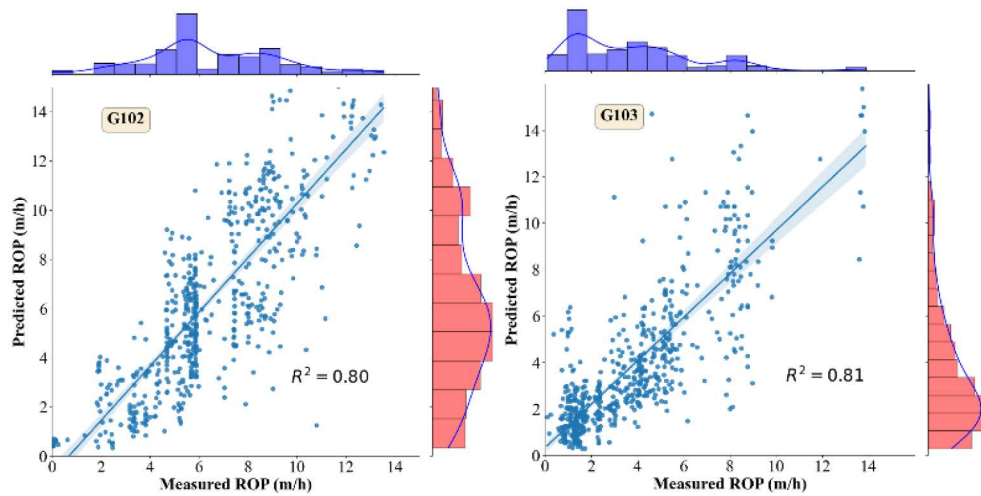 G102
Predicted ROP (m/h)
14
12
10
8
6
4
2
0
R² = 0.80
0 2 4 6 8 10 12 14
Measured ROP (m/h)
G103
Predicted ROP (m/h)
14
12
10
8
6
4
2
0
R² = 0.81
0 2 4 6 8 10 12 14
Measured ROP (m/h)